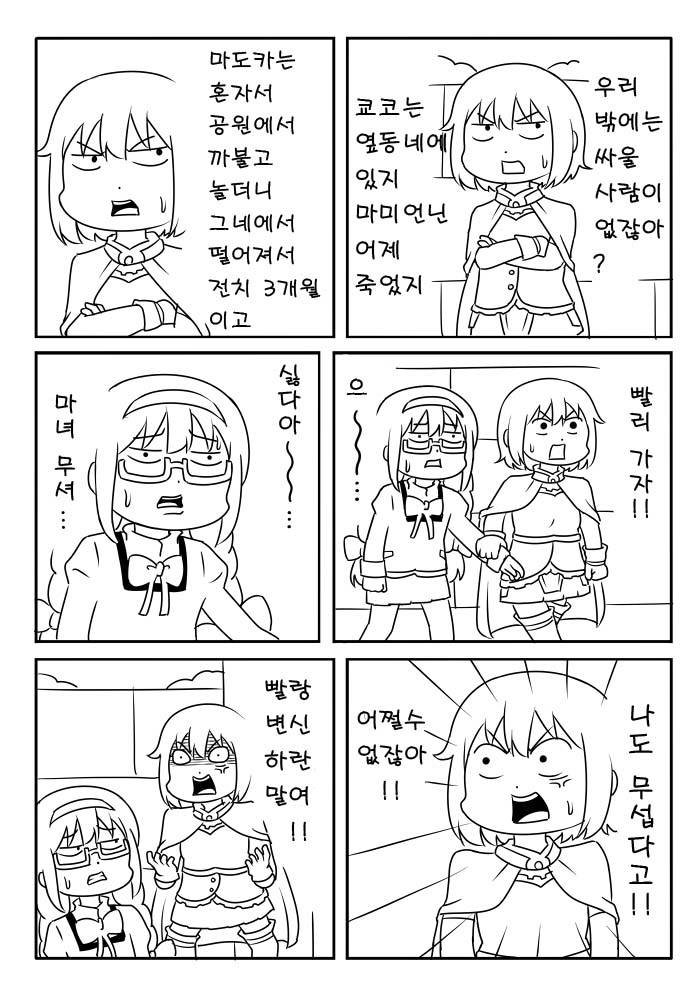 우리
밖에는
싸울
사람이
없잖아
?
쿄코는
옆동네에
있지
마미언닌
어제
죽었지
마도카는
혼자서
공원에서
까불고
놀더니
그네에서
떨어져서
전치 3개월
이고
빨리 가자!!
으~~~...
싫다아~~~...
마녀 무셔...
나도 무섭다고!!
어쩔수
없잖아
!!
빨랑
변신
하란
말여
!!